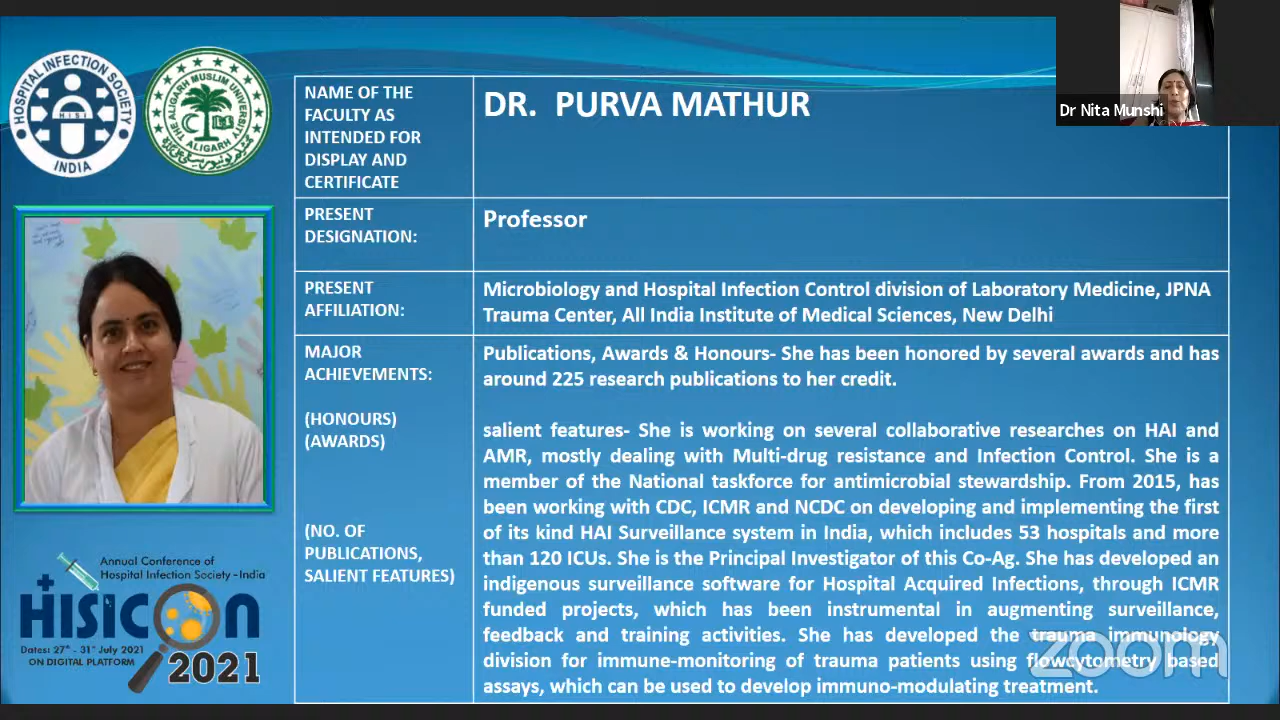 HOSPITAL INFECTION SOCIETY
HISI
INDIA
THE ALIGARH MUSLIM UNIVERSITY
ALIGARH
NAME OF THE
FACULTY AS
INTENDED FOR
DISPLAY AND
CERTIFICATE
DR. PURVA MATHUR
Dr Nita Munshi
PRESENT
DESIGNATION:
Professor
PRESENT
AFFILIATION:
Microbiology and Hospital Infection Control division of Laboratory Medicine, JPNA
Trauma Center, All India Institute of Medical Sciences, New Delhi
MAJOR
ACHIEVEMENTS:
(HONOURS)
(AWARDS)
(NO. OF
PUBLICATIONS,
SALIENT FEATURES)
Publications, Awards & Honours- She has been honored by several awards and has
around 225 research publications to her credit.
salient features- She is working on several collaborative researches on HAI and
AMR, mostly dealing with Multi-drug resistance and Infection Control. She is a
member of the National taskforce for antimicrobial stewardship. From 2015, has
been working with CDC, ICMR and NCDC on developing and implementing the first
of its kind HAI Surveillance system in India, which includes 53 hospitals and more
than 120 ICUs. She is the Principal Investigator of this Co-Ag. She has developed an
indigenous surveillance software for Hospital Acquired Infections, through ICMR
funded projects, which has been instrumental in augmenting surveillance,
feedback and training activities. She has developed the trauma immunology
division for immune-monitoring of trauma patients using flowcytometry based
assays, which can be used to develop immuno-modulating treatment.
Annual Conference of
Hospital Infection Society -India
HISICON
Dates: 27th - 31st July 2021
ON DIGITAL PLATFORM
2021
zoom